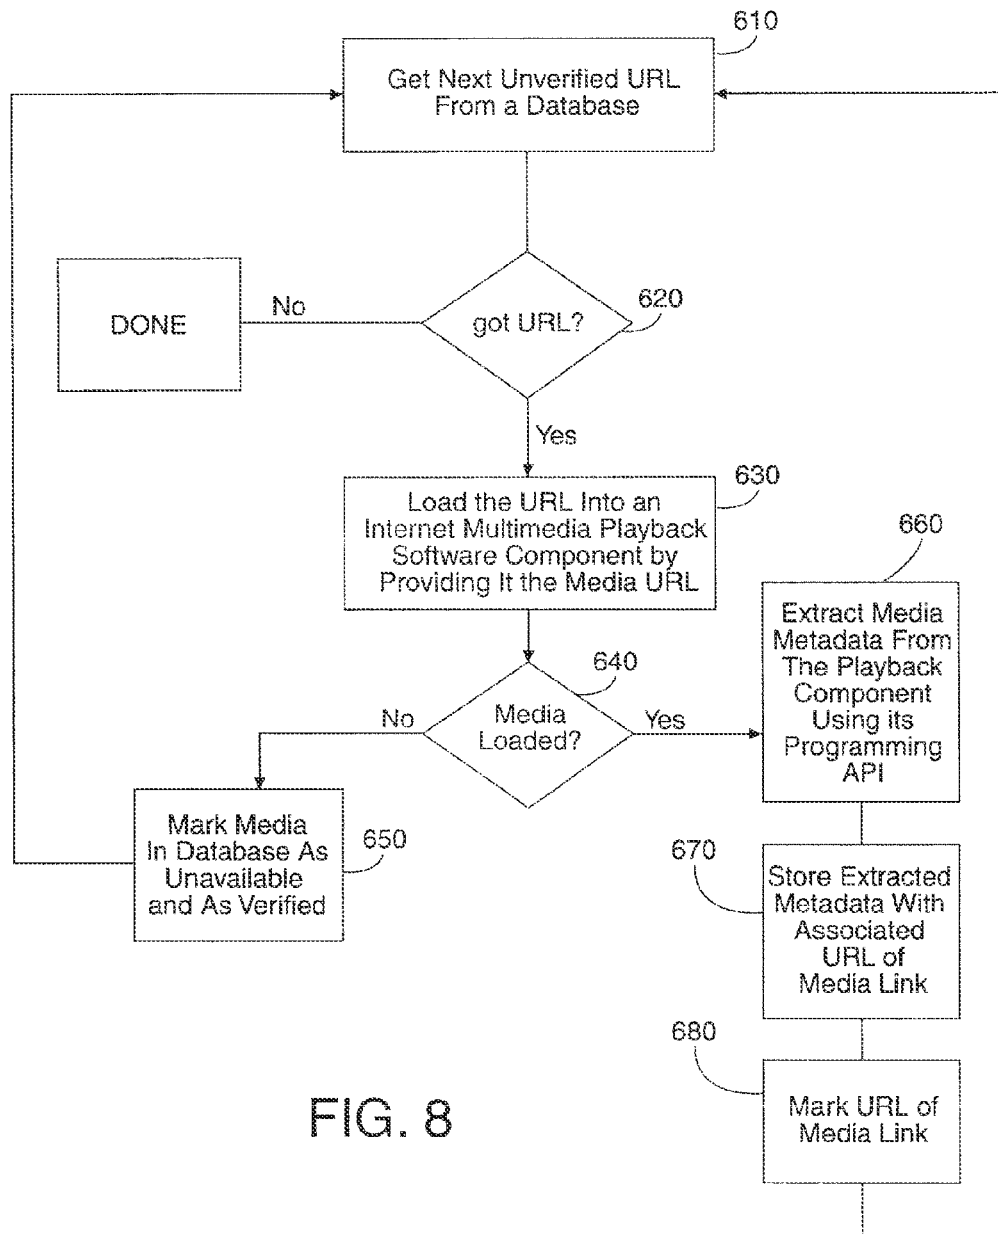 610
Get Next Unverified URL
From a Database
DONE
No
got URL?
620
Yes
630
Load the URL Into an
Internet Multimedia Playback
Software Component by
Providing It the Media URL
660
Extract Media
Metadata From
The Playback
Component
Using its
Programming
API
640
No
Media
Loaded?
Yes
Mark Media
In Database As
Unavailable
and As Verified
650
670
Store Extracted
Metadata With
Associated
URL of
Media Link
680
Mark URL of
Media Link
FIG. 8